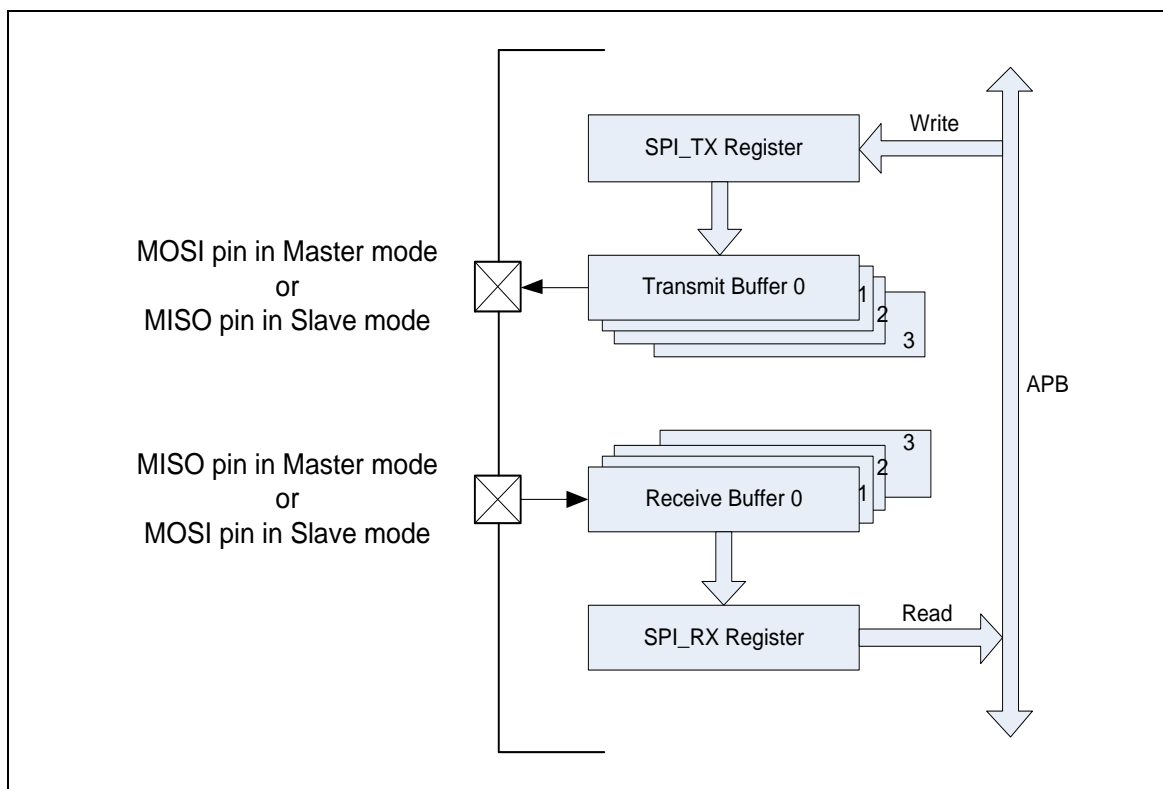 Write
SPI_TX Register
MOSI pin in Master mode
or
MISO pin in Slave mode
Transmit Buffer 0
1
2
3
APB
3
2
1
MISO pin in Master mode
or
MOSI pin in Slave mode
Receive Buffer 0
Read
SPI_RX Register